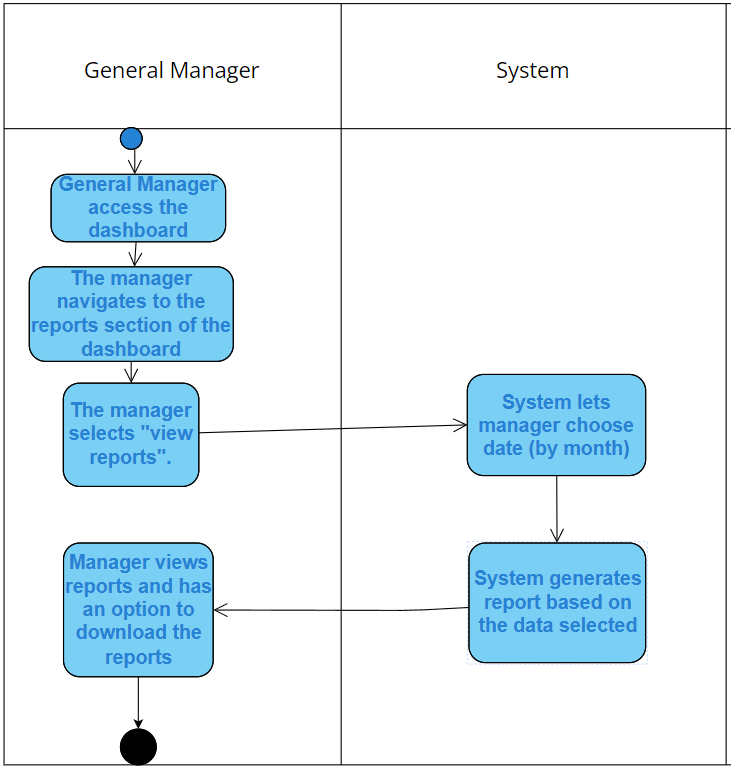 General Manager
System
General Manager
access the
dashboard
The manager
navigates to the
reports section of the
dashboard
The manager
selects "view
reports".
System lets
manager choose
date (by month)
System generates
report based on
the data selected
Manager views
reports and has
an option to
download the
reports